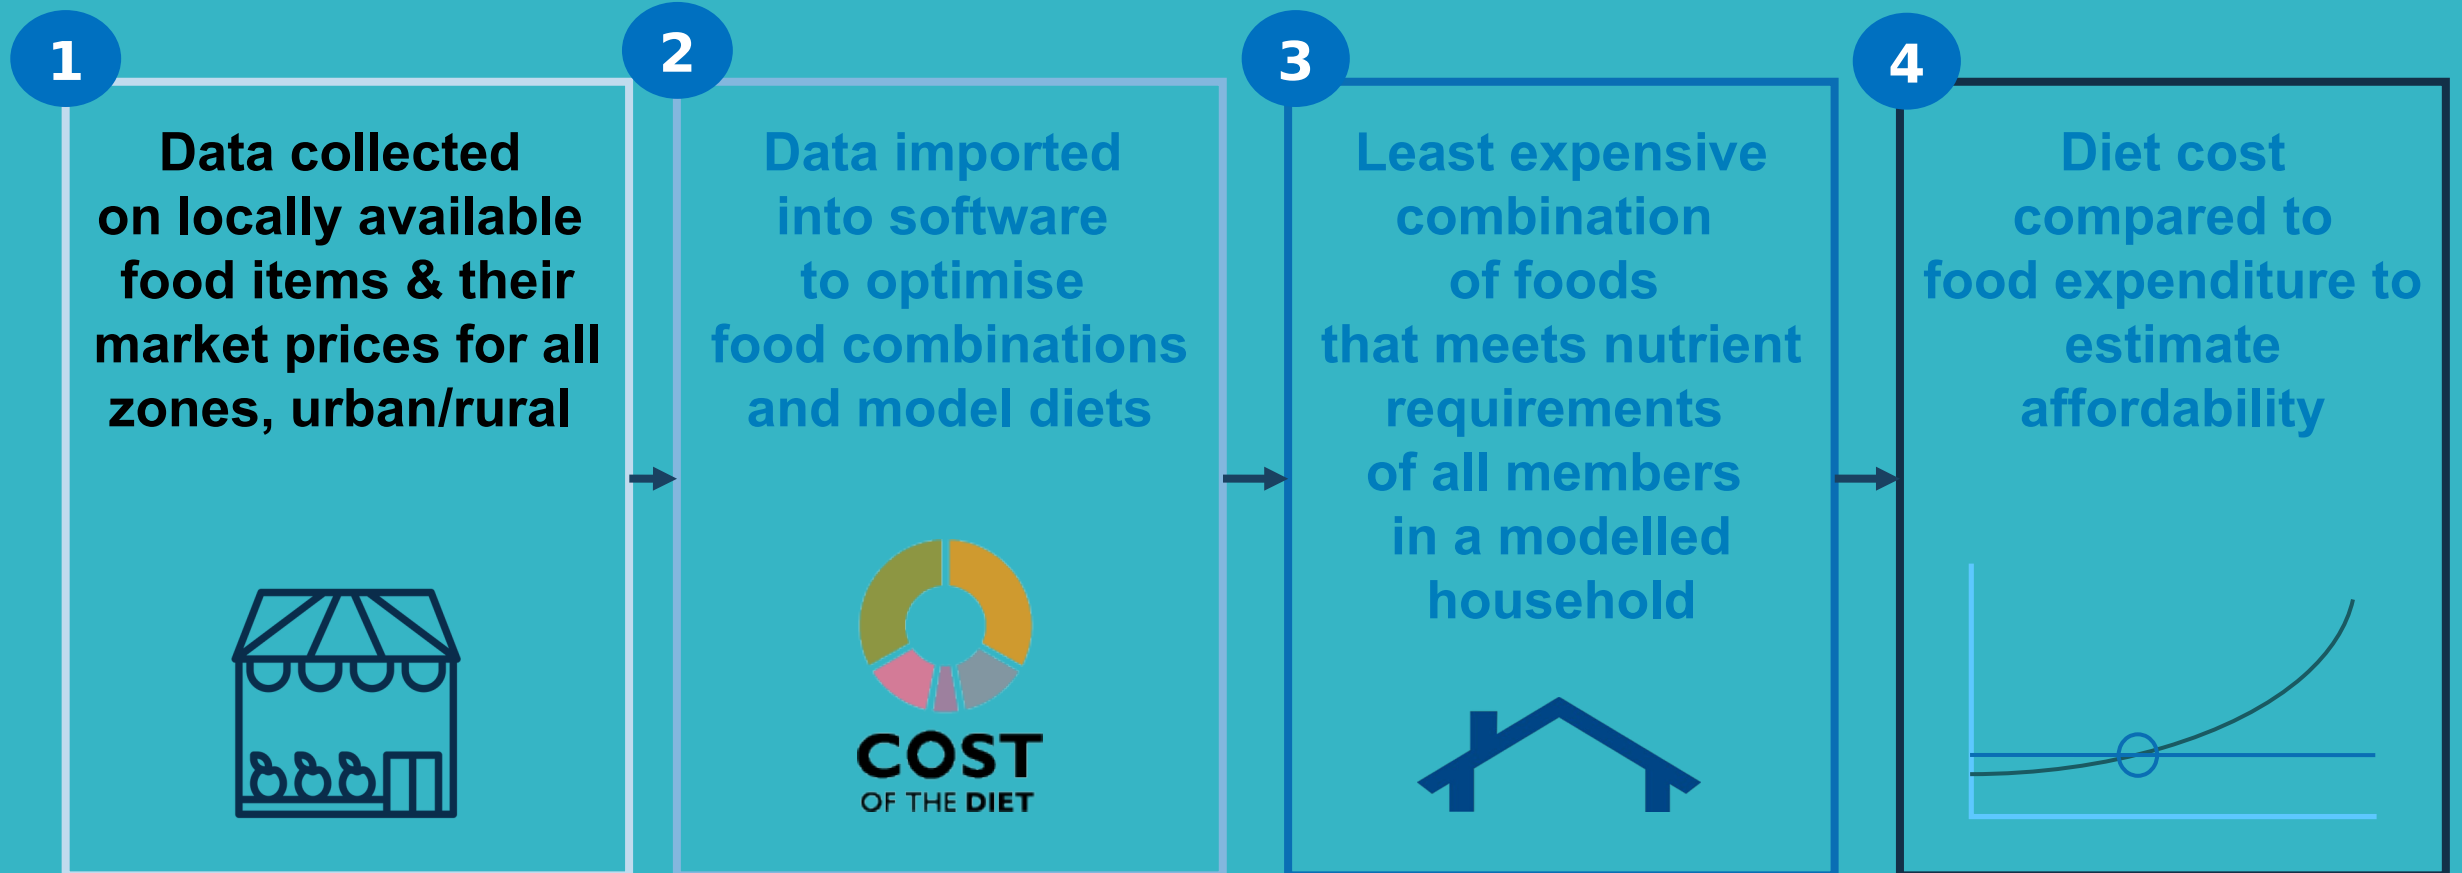 1
Data collected
on locally available
food items & their
market prices for all
zones, urban/rural
2
Data imported
into software
to optimise
food combinations
and model diets
COST
OF THE DIET
3
Least expensive
combination
of foods
that meets nutrient
requirements
of all members
in a modelled
household
4
Diet cost
compared to
food expenditure to
estimate
affordability